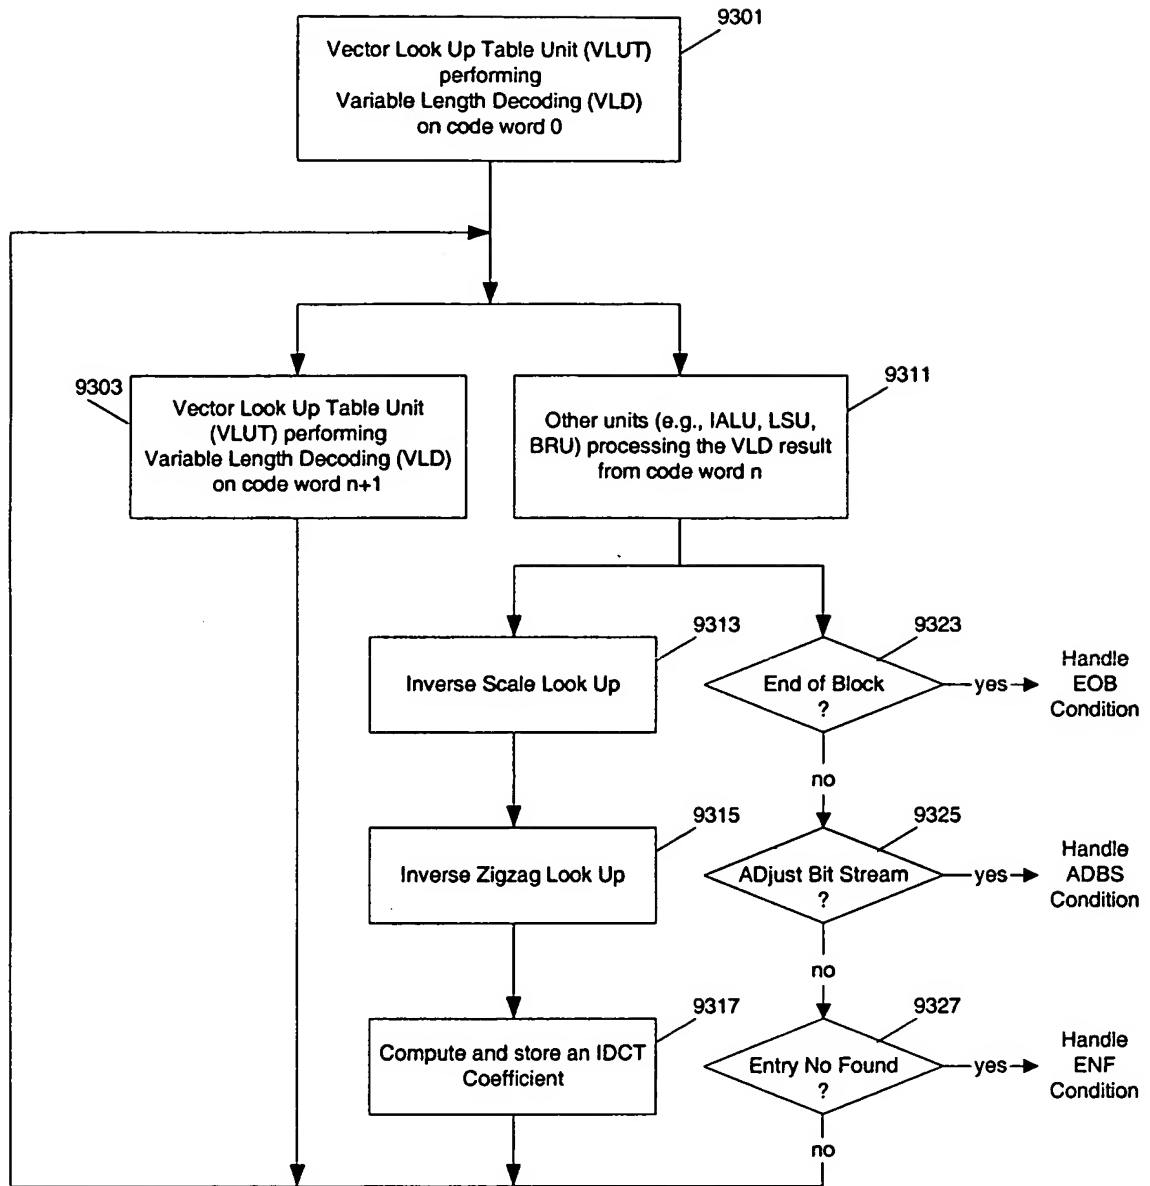 9301
Vector Look Up Table Unit (VLUT)
performing
Variable Length Decoding (VLD)
on code word 0
9303
Vector Look Up Table Unit
(VLUT) performing
Variable Length Decoding (VLD)
on code word n+1
9311
Other units (e.g., IALU, LSU,
BRU) processing the VLD result
from code word n
9313
Inverse Scale Look Up
9323
End of Block
?
yes
Handle
EOB
Condition
no
9315
Inverse Zigzag Look Up
9325
ADjust Bit Stream
?
yes
Handle
ADBS
Condition
no
9317
Compute and store an IDCT
Coefficient
9327
Entry No Found
?
yes
Handle
ENF
Condition
no